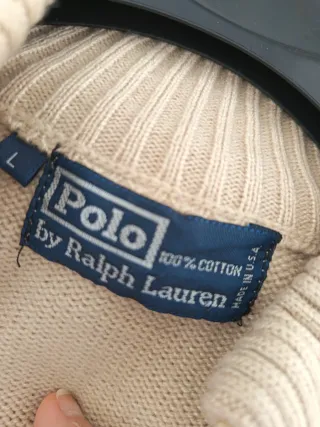 L
Polo
by Ralph Lauren
100% COTTON
MADE IN U.S.A.